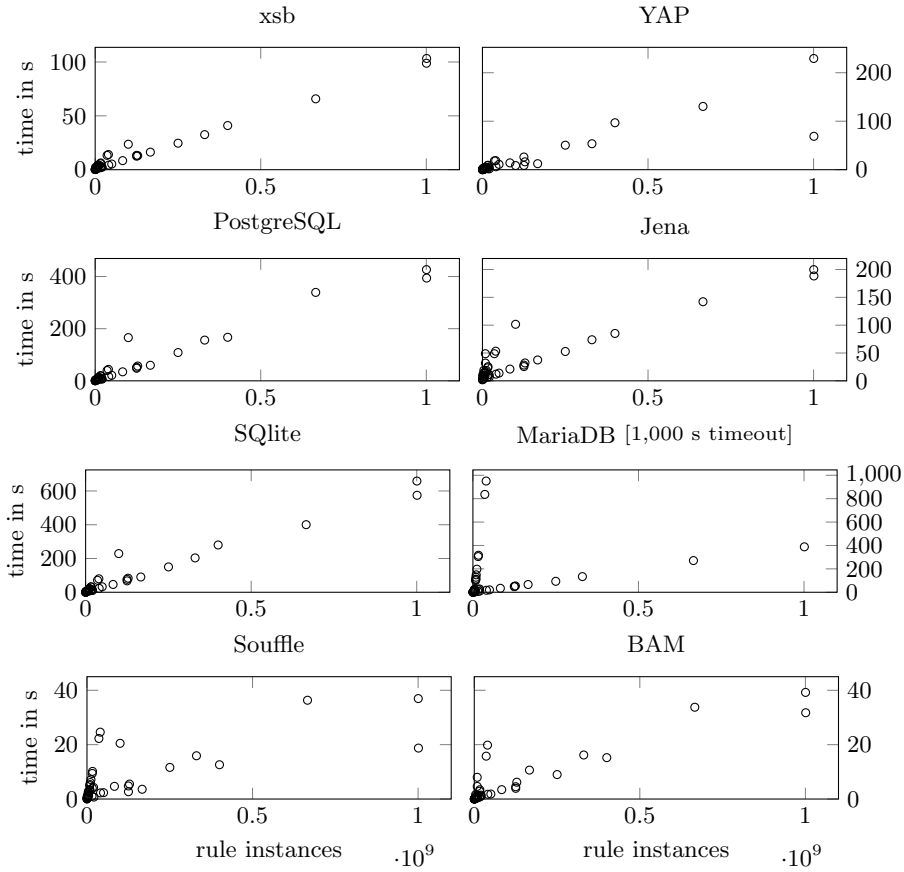 xsb YAP
time in s
100
50
0
0 0.5 1
200
100
0
0 0.5 1
PostgreSQL Jena
time in s
400
200
0
0 0.5 1
200
150
100
50
0
0 0.5 1
SQlite MariaDB [1,000 s timeout]
time in s
600
400
200
0
0 0.5 1
1,000
800
600
400
200
0
0 0.5 1
Souffle BAM
time in s
40
20
0
0 0.5 1
rule instances ·10⁹
40
20
0
0 0.5 1
rule instances ·10⁹